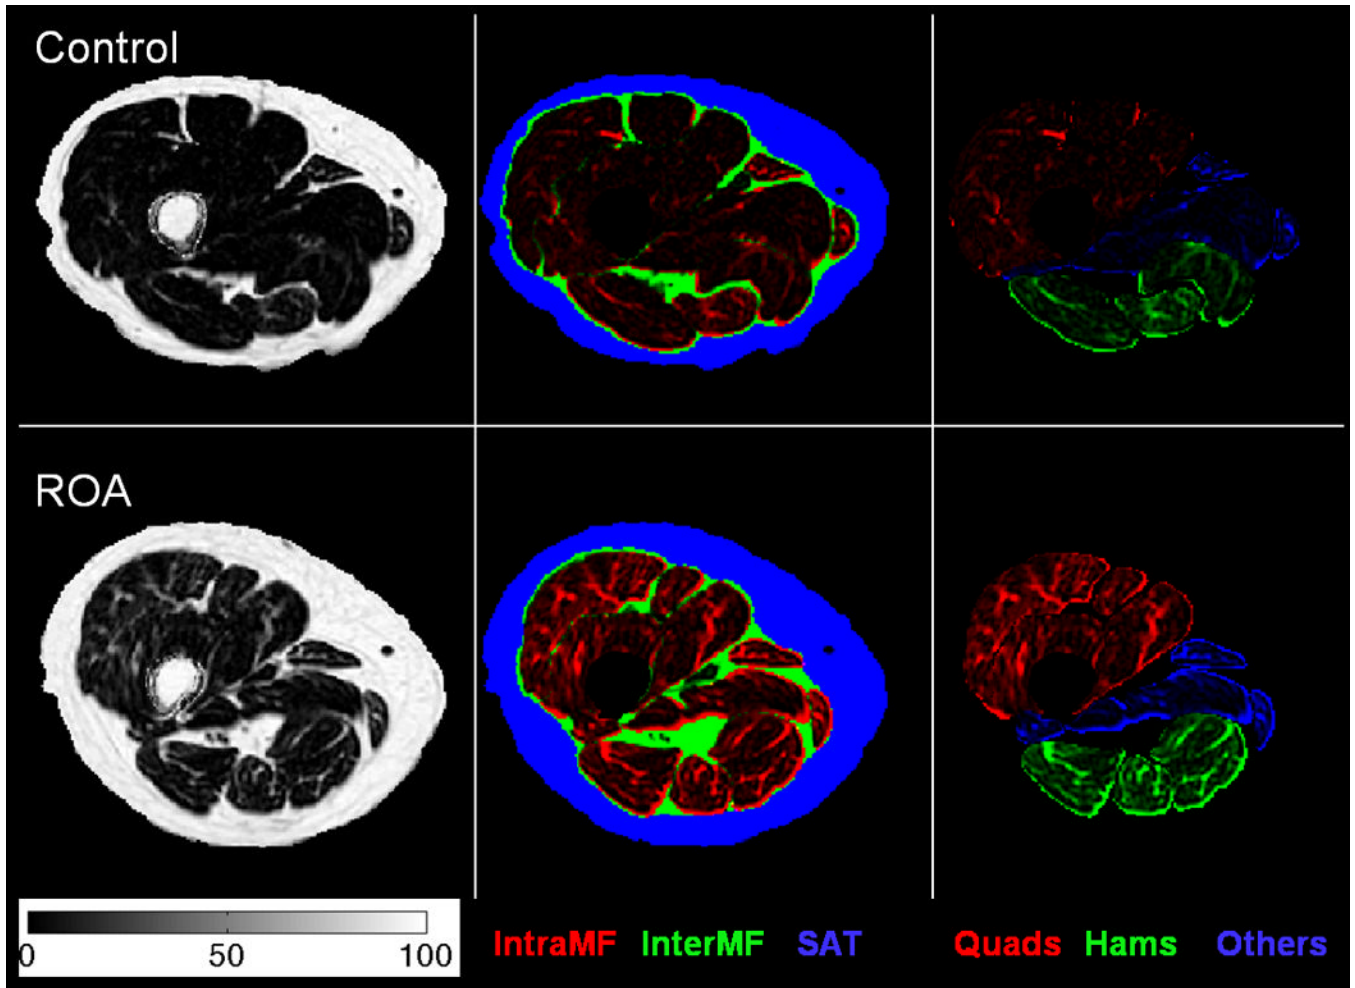 Control
ROA
0 50 100
IntraMF InterMF SAT
Quads Hams Others